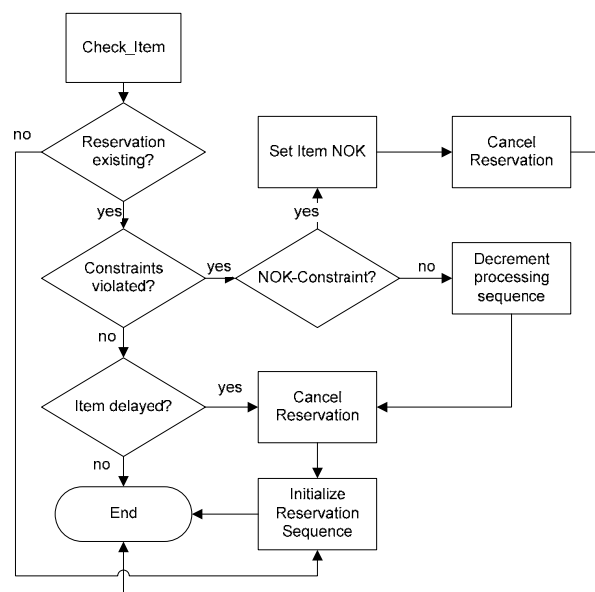 Check_Item
no
Reservation
existing?
Set Item NOK
Cancel
Reservation
yes
yes
Constraints
violated?
yes
NOK-Constraint?
no
Decrement
processing
sequence
no
Item delayed?
yes
Cancel
Reservation
no
End
Initialize
Reservation
Sequence